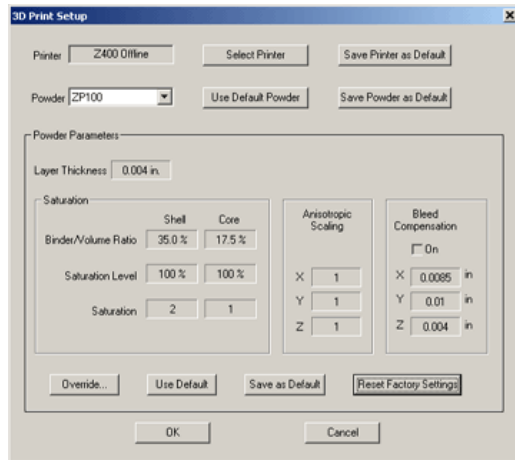 3D Print Setup
Printer Z400 Offline Select Printer Save Printer as Default
Powder ZP100 Use Default Powder Save Powder as Default
Powder Parameters
Layer Thickness 0.004 in.
Saturation
Shell Core
Binder/Volume Ratio 35.0 % 17.5 %
Saturation Level 100 % 100 %
Saturation 2 1
Anisotropic
Scaling
X 1
Y 1
Z 1
Bleed
Compensation
On
X 0.0085 in
Y 0.01 in
Z 0.004 in
Override... Use Default Save as Default Reset Factory Settings
OK Cancel